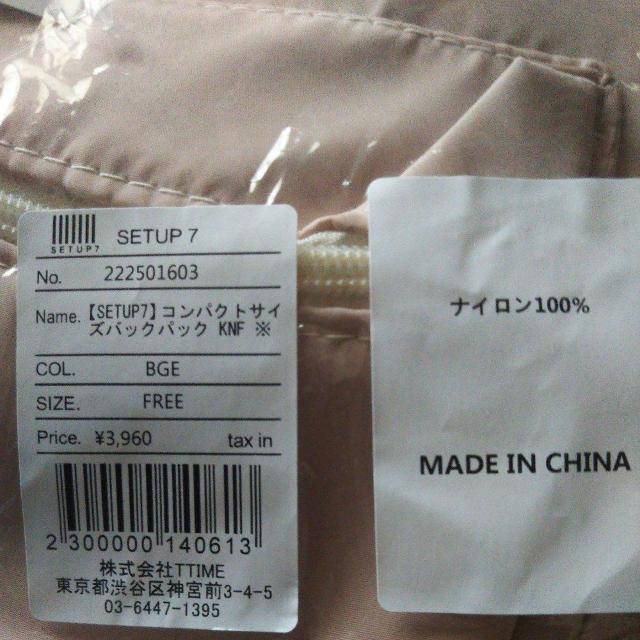 SETUP7
SETUP 7
No. 222501603
Name.【SETUP7】コンパクトサイ
ズバックパック KNF ※
COL. BGE
SIZE. FREE
Price. ¥3,960 tax in
2 300000 140613
株式会社TTIME
東京都渋谷区神宮前3-4-5
03-6447-1395
ナイロン100%
MADE IN CHINA